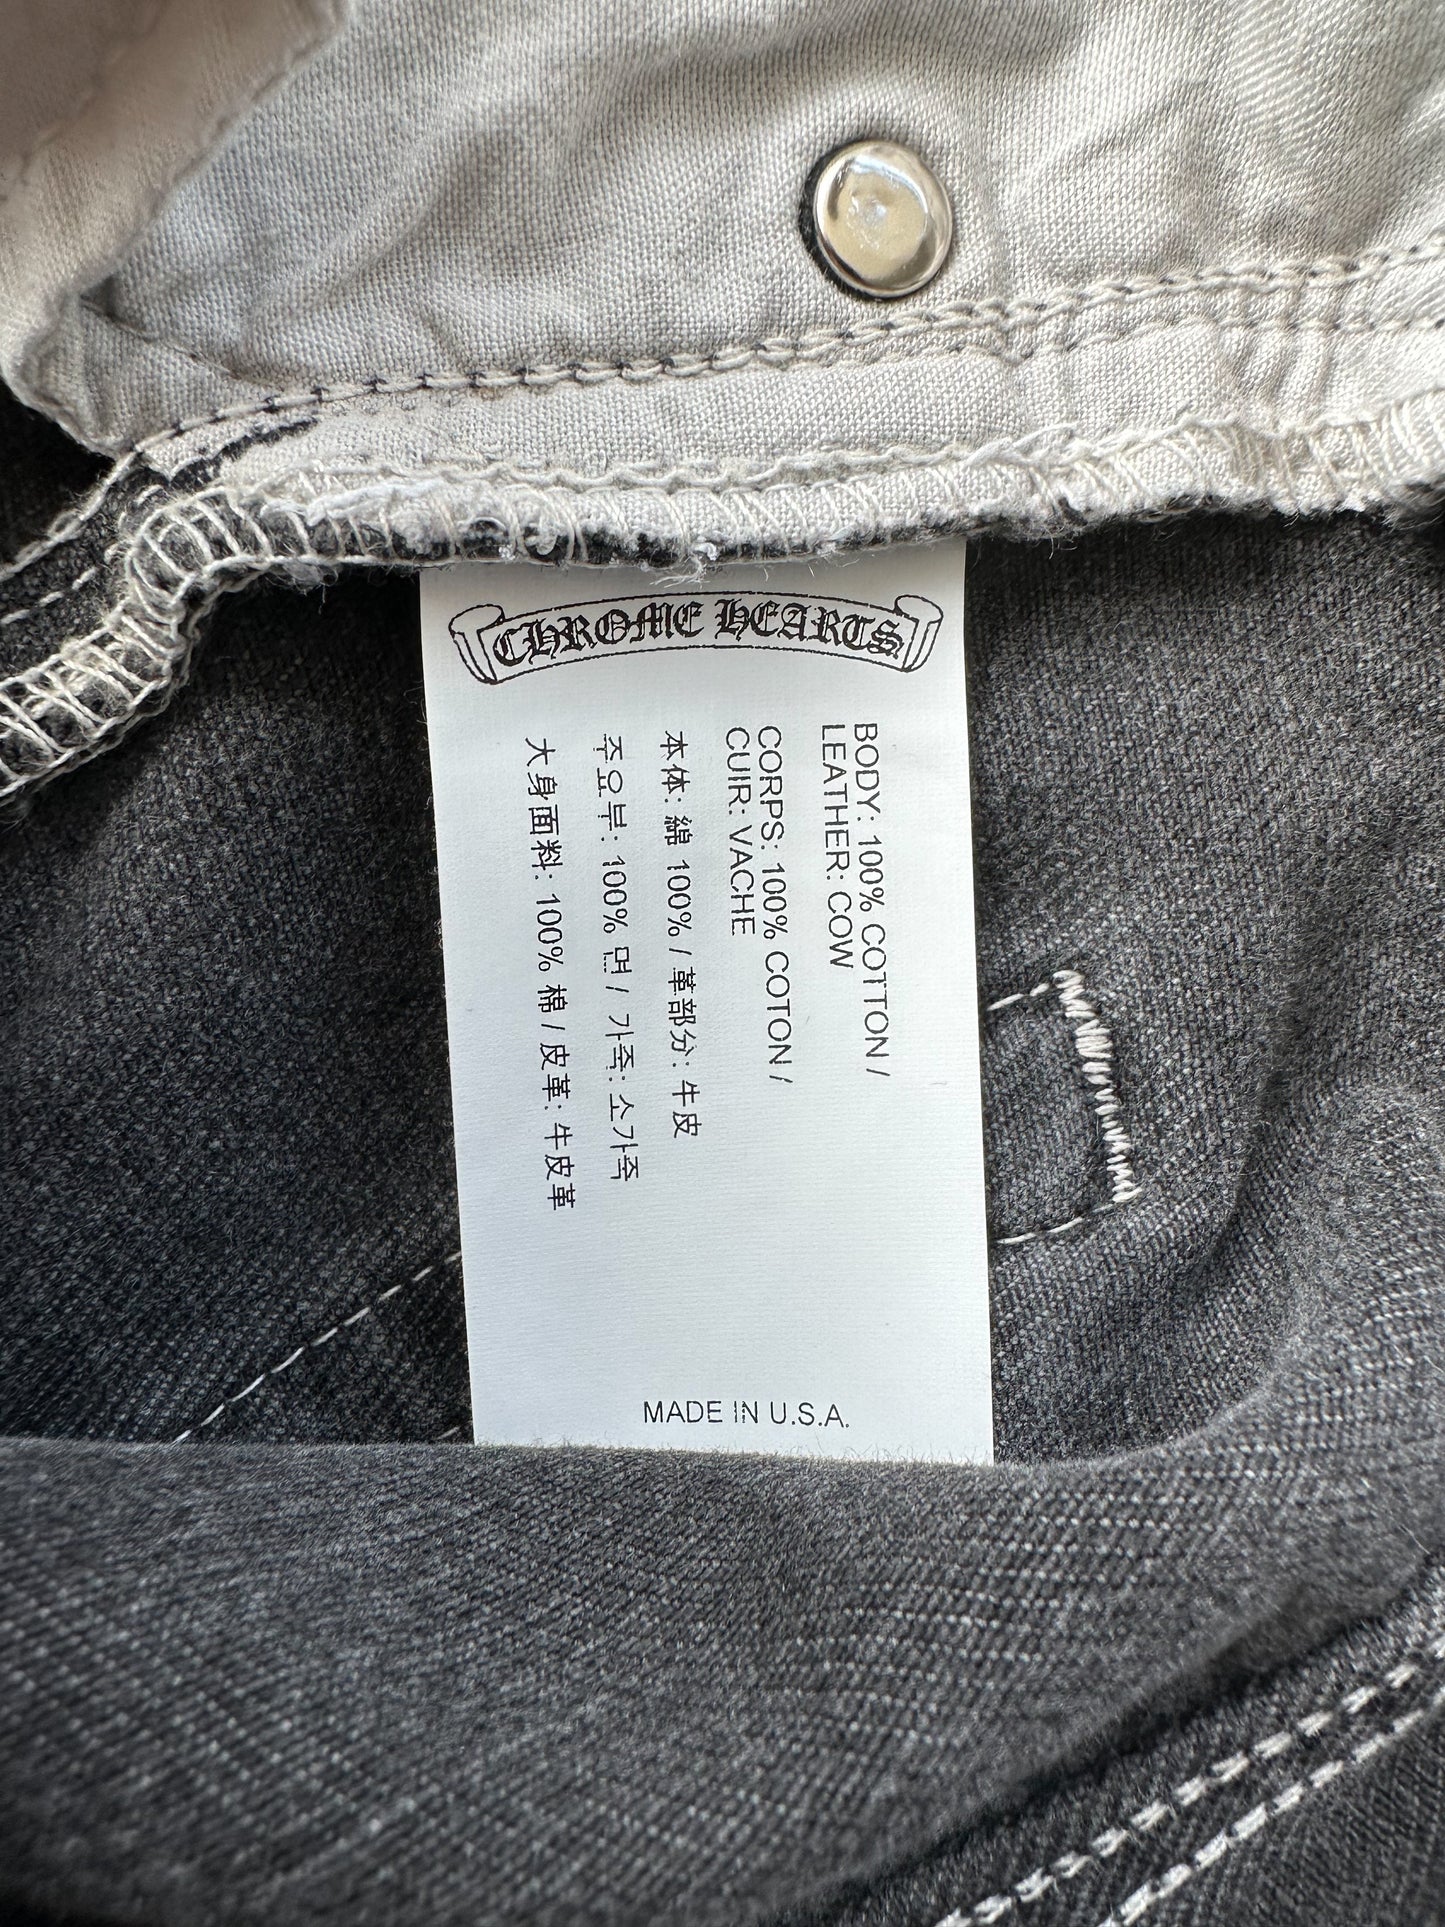 CHROME HEARTS
BODY: 100% COTTON /
LEATHER: COW
CORPS: 100% COTON /
CUIR: VACHE
本体: 綿 100% / 革部分: 牛皮
주요부: 100% 면 / 가죽: 소가죽
大身面料: 100% 棉 / 皮革: 牛皮革
MADE IN U.S.A.